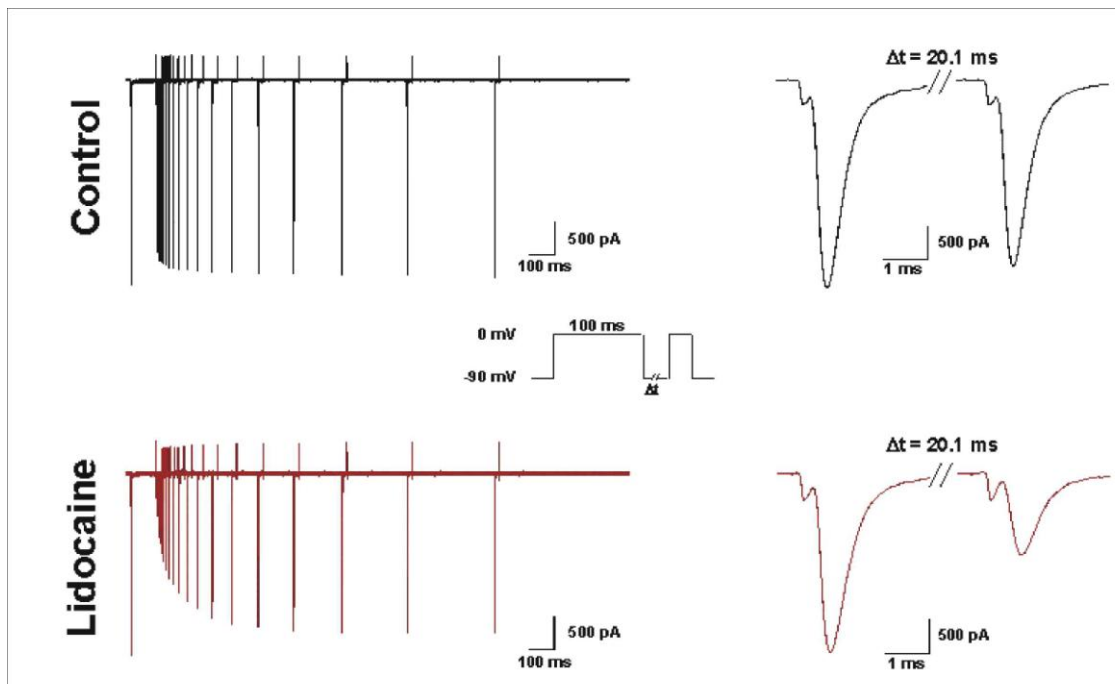 Control
500 pA
100 ms
Δt = 20.1 ms
500 pA
1 ms
0 mV
100 ms
-90 mV
Δt
Lidocaine
500 pA
100 ms
Δt = 20.1 ms
500 pA
1 ms